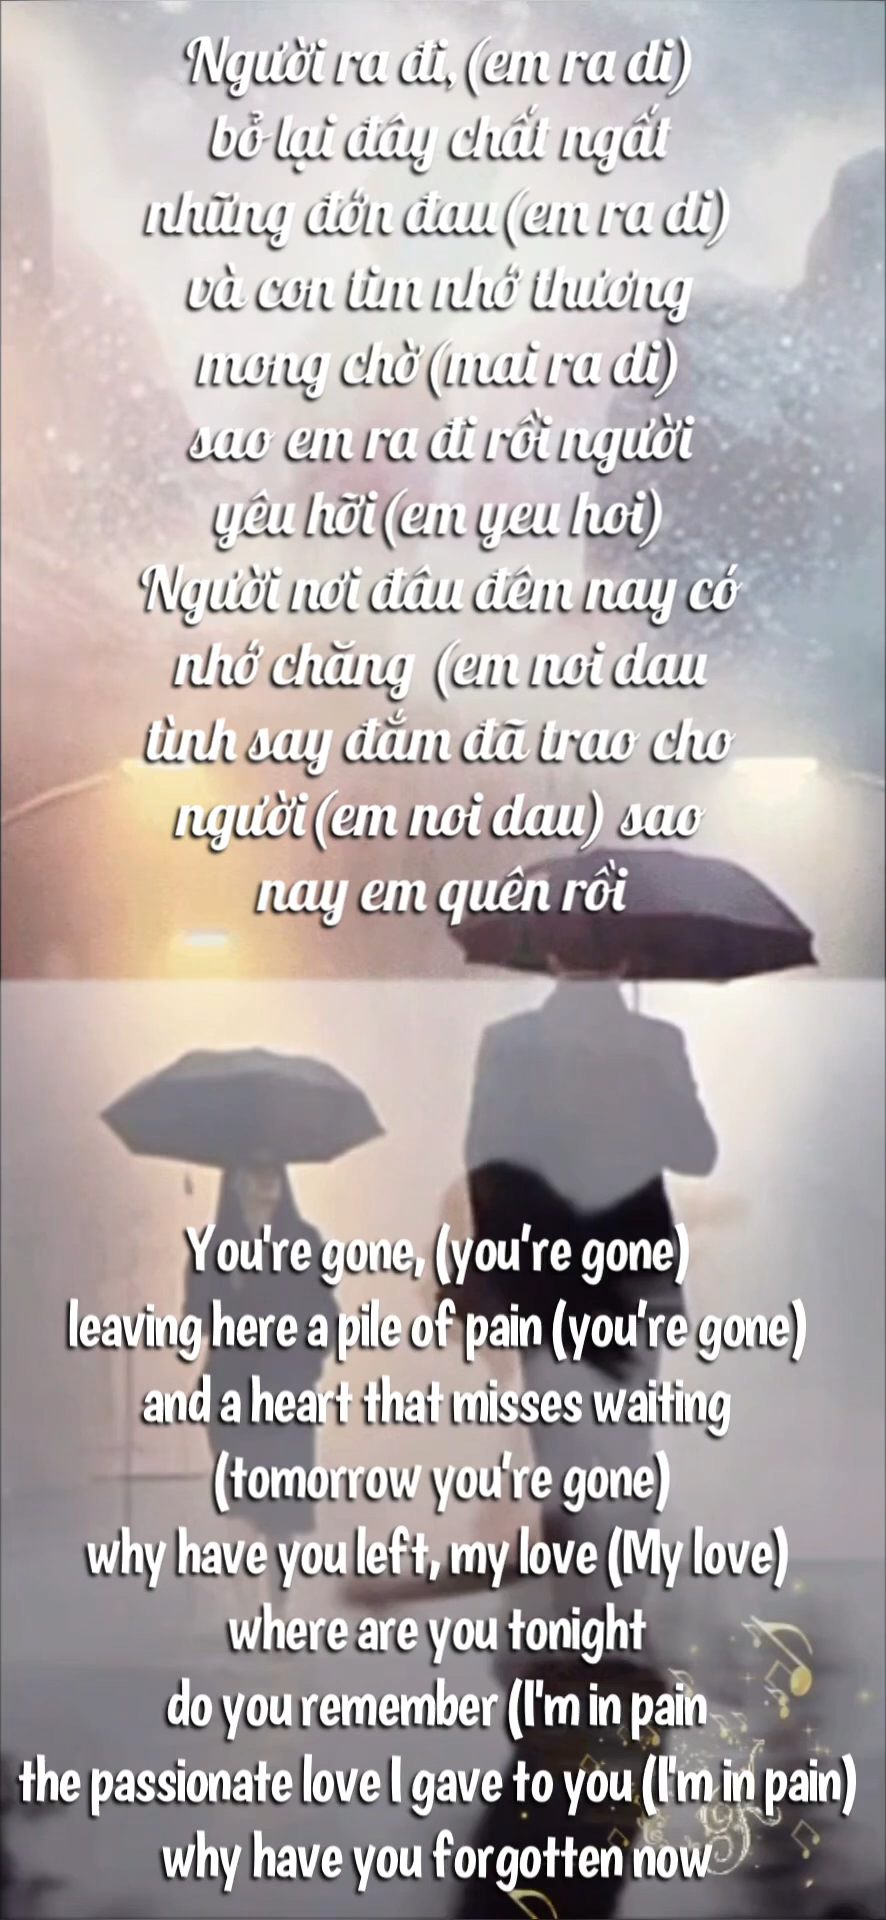 Người ra đi, (em ra di)
bỏ lại đây chất ngất
những đớn đau (em ra di)
và con tim nhớ thương
mong chờ (mai ra di)
sao em ra đi rồi người
yêu hỡi (em yeu hoi)
Người nơi đâu đêm nay có
nhớ chăng (em noi dau
tình say đắm đã trao cho
người (em noi dau) sao
nay em quên rồi
You're gone, (you're gone)
leaving here a pile of pain (you're gone)
and a heart that misses waiting
(tomorrow you're gone)
why have you left, my love (My love)
where are you tonight
do you remember (I'm in pain
the passionate love I gave to you (I'm in pain)
why have you forgotten now